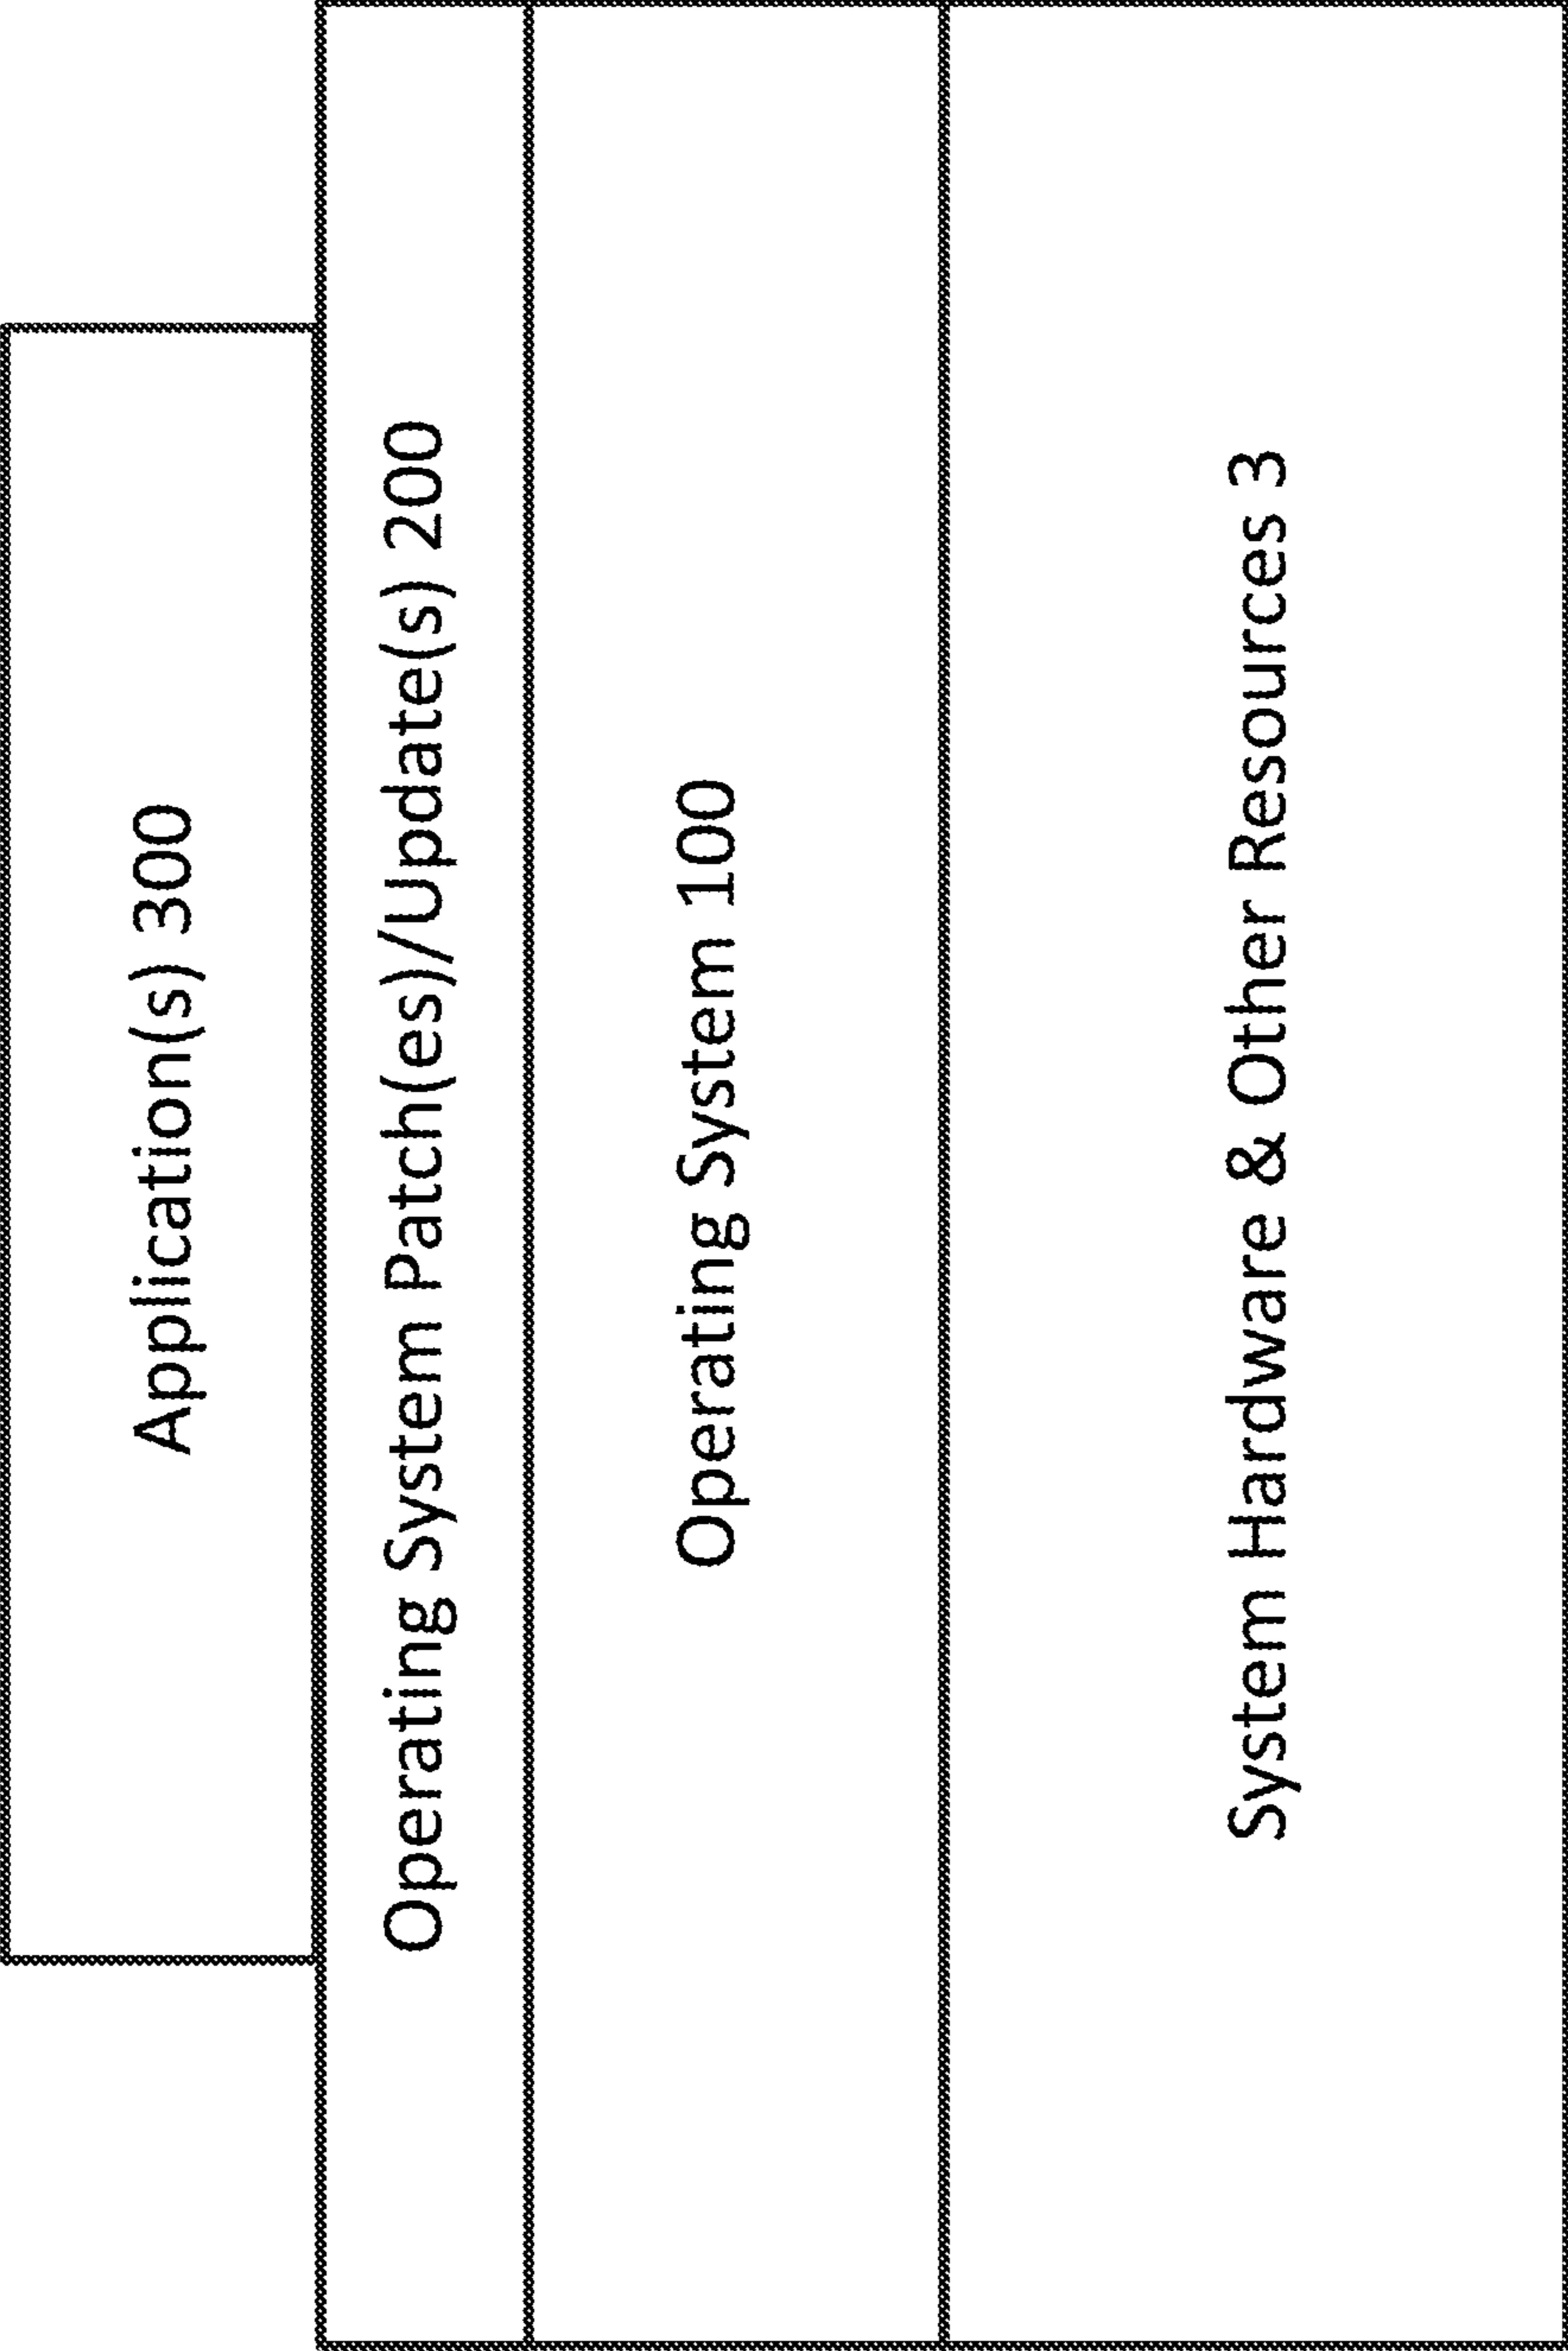 Application(s) 300
Operating System Patch(es)/Update(s) 200
Operating System 100
System Hardware & Other Resources 3